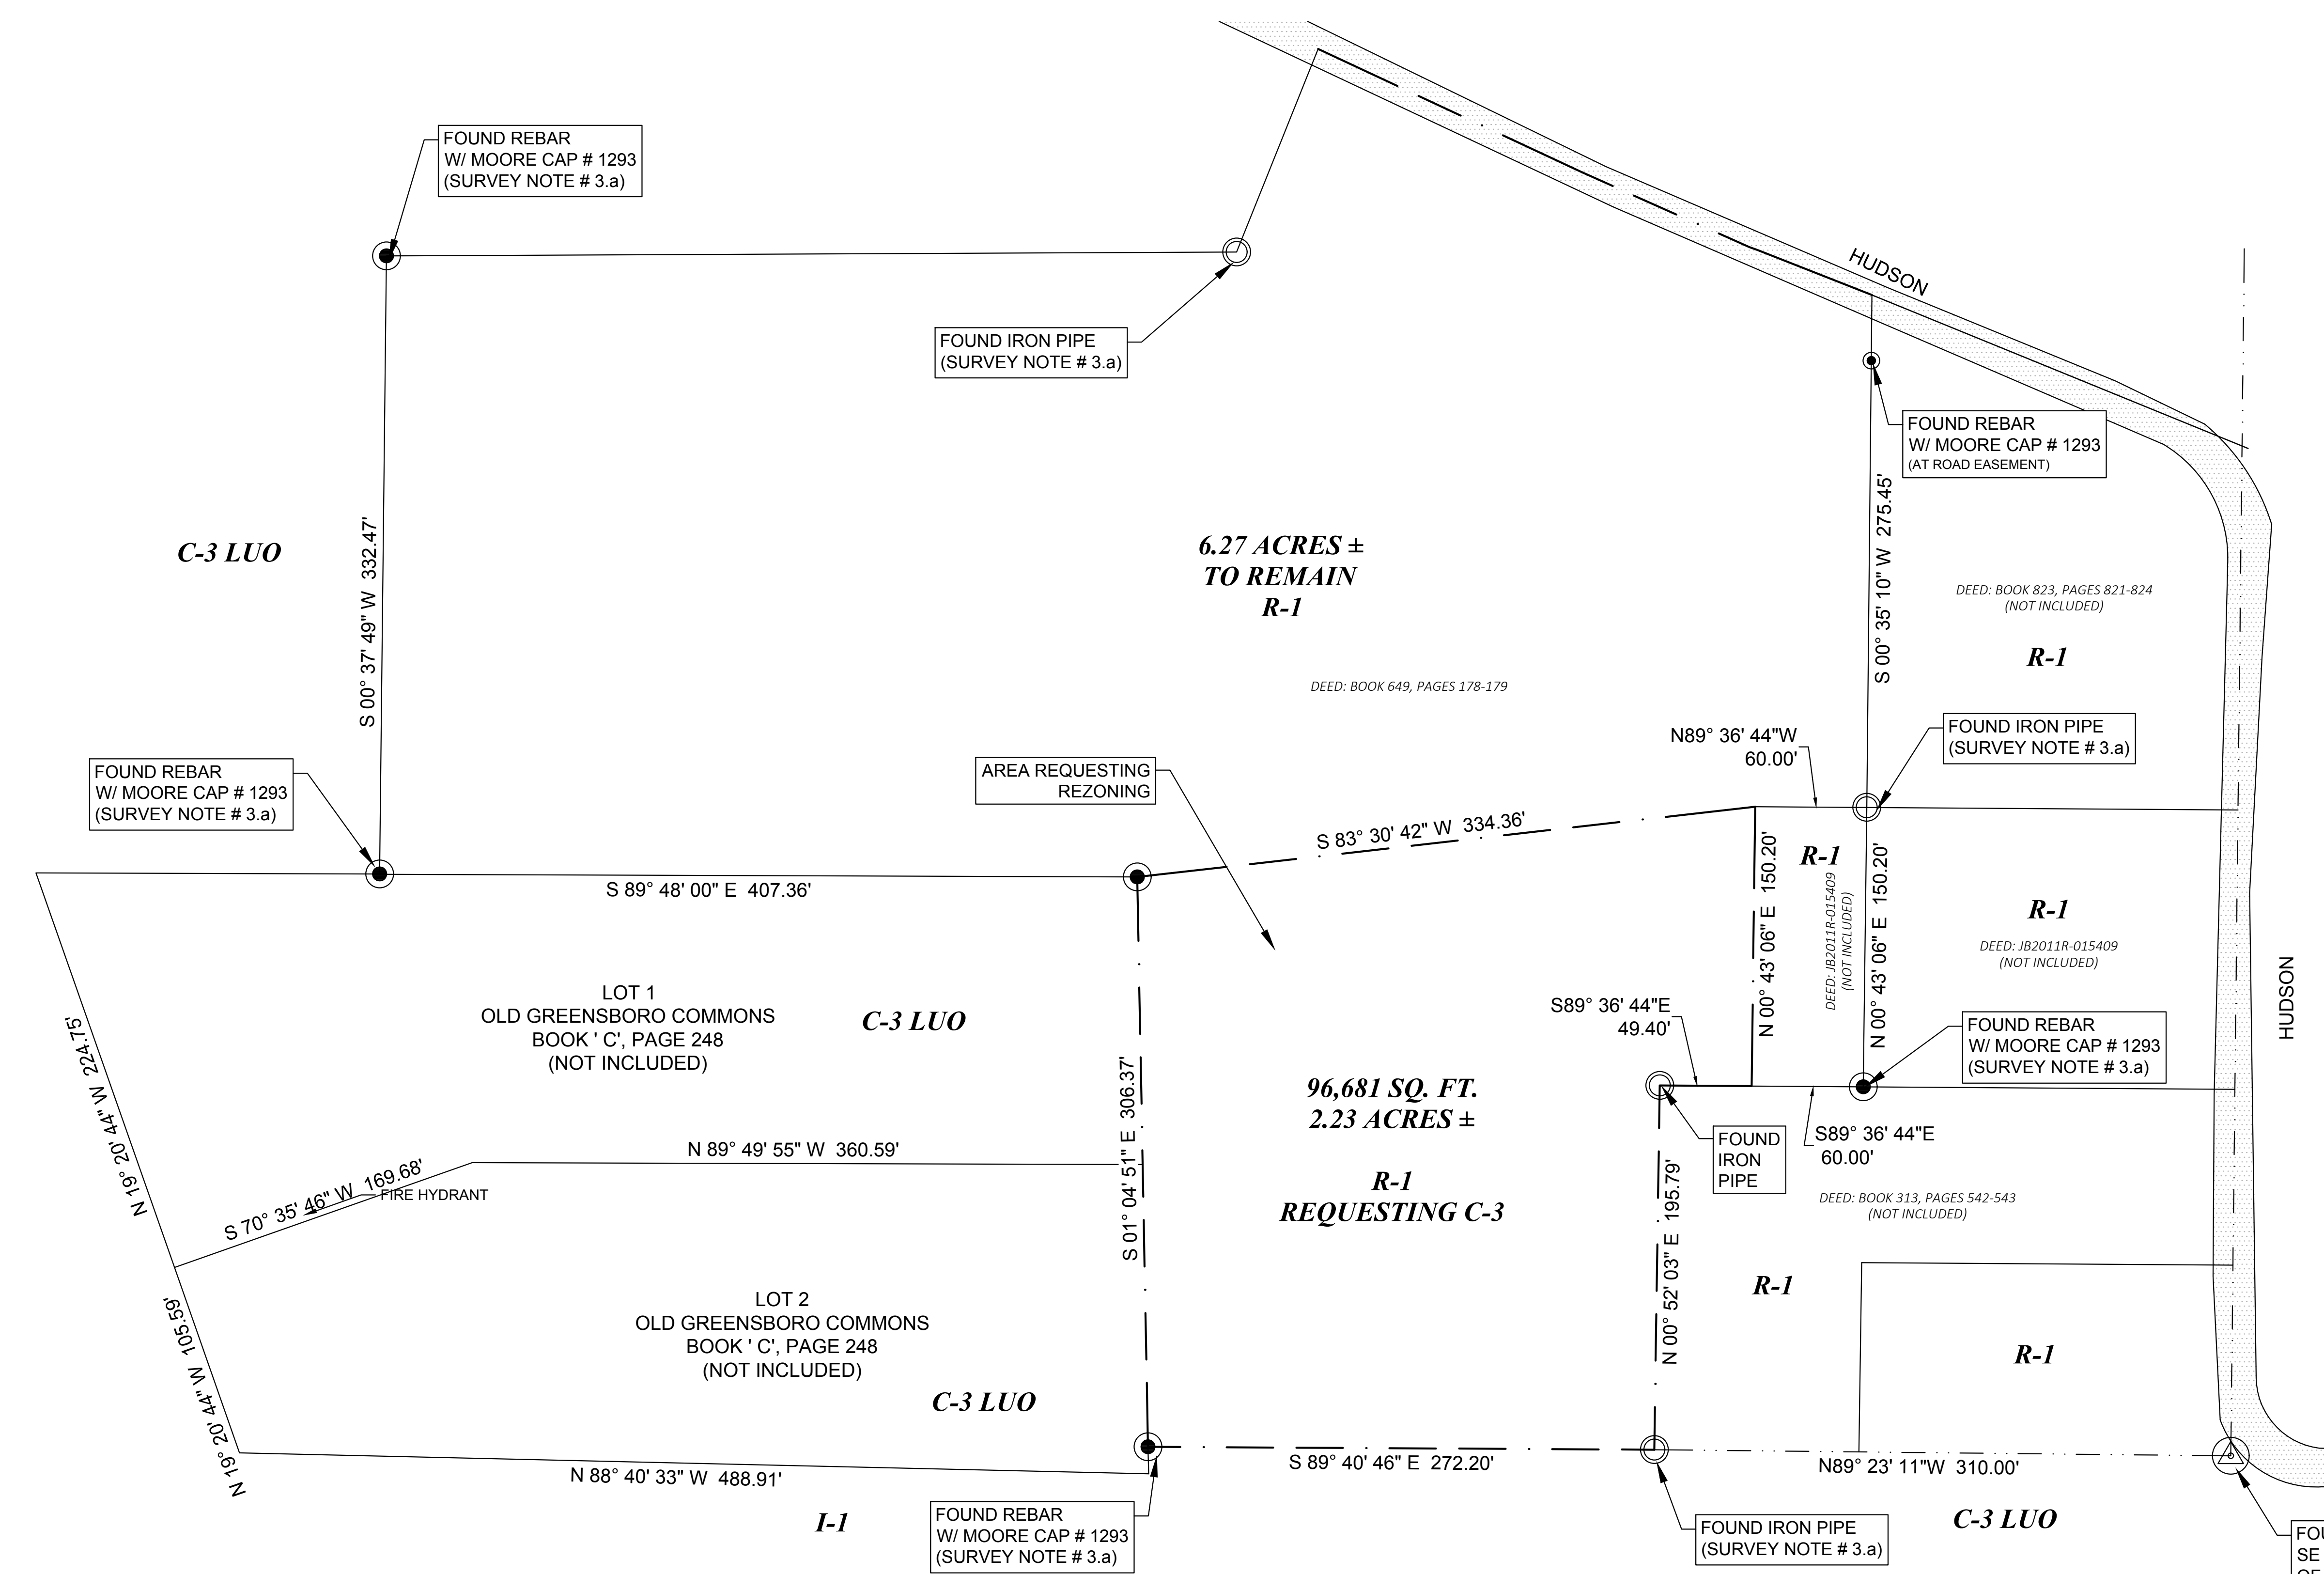 HUDSON
FOUND REBAR
W/ MOORE CAP # 1293
(SURVEY NOTE # 3.a)
FOUND IRON PIPE
(SURVEY NOTE # 3.a)
FOUND REBAR
W/ MOORE CAP # 1293
(AT ROAD EASEMENT)
C-3 LUO
S 00° 37' 49" W 332.47'
6.27 ACRES ±
TO REMAIN
R-1
DEED: BOOK 649, PAGES 178-179
S 00° 35' 10" W 275.45'
DEED: BOOK 823, PAGES 821-824
(NOT INCLUDED)
R-1
FOUND REBAR
W/ MOORE CAP # 1293
(SURVEY NOTE # 3.a)
AREA REQUESTING
REZONING
N89° 36' 44"W
60.00'
FOUND IRON PIPE
(SURVEY NOTE # 3.a)
S 89° 48' 00" E 407.36'
S 83° 30' 42" W 334.36'
N 00° 43' 06" E 150.20'
R-1
DEED: JB2011R-015409
(NOT INCLUDED)
N 00° 43' 06" E 150.20'
R-1
DEED: JB2011R-015409
(NOT INCLUDED)
HUDSON
N 19° 20' 44" W 224.75'
LOT 1
OLD GREENSBORO COMMONS
BOOK ' C', PAGE 248
(NOT INCLUDED)
C-3 LUO
S 01° 04' 51" E 306.37'
S89° 36' 44"E
49.40'
FOUND REBAR
W/ MOORE CAP # 1293
(SURVEY NOTE # 3.a)
96,681 SQ. FT.
2.23 ACRES ±
R-1
REQUESTING C-3
FOUND
IRON
PIPE
S89° 36' 44"E
60.00'
N 89° 49' 55" W 360.59'
S 70° 35' 46" W 169.68'
FIRE HYDRANT
DEED: BOOK 313, PAGES 542-543
(NOT INCLUDED)
N 00° 52' 03" E 195.79'
R-1
R-1
N 19° 20' 44" W 105.59'
LOT 2
OLD GREENSBORO COMMONS
BOOK ' C', PAGE 248
(NOT INCLUDED)
C-3 LUO
N 88° 40' 33" W 488.91'
S 89° 40' 46" E 272.20'
N89° 23' 11"W 310.00'
I-1
FOUND REBAR
W/ MOORE CAP # 1293
(SURVEY NOTE # 3.a)
FOUND IRON PIPE
(SURVEY NOTE # 3.a)
C-3 LUO
SE